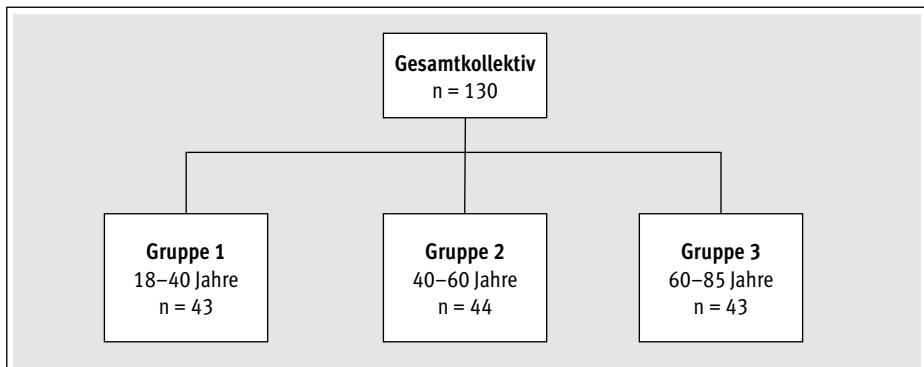 Gesamtkollektiv
n = 130
Gruppe 1
18–40 Jahre
n = 43
Gruppe 2
40–60 Jahre
n = 44
Gruppe 3
60–85 Jahre
n = 43